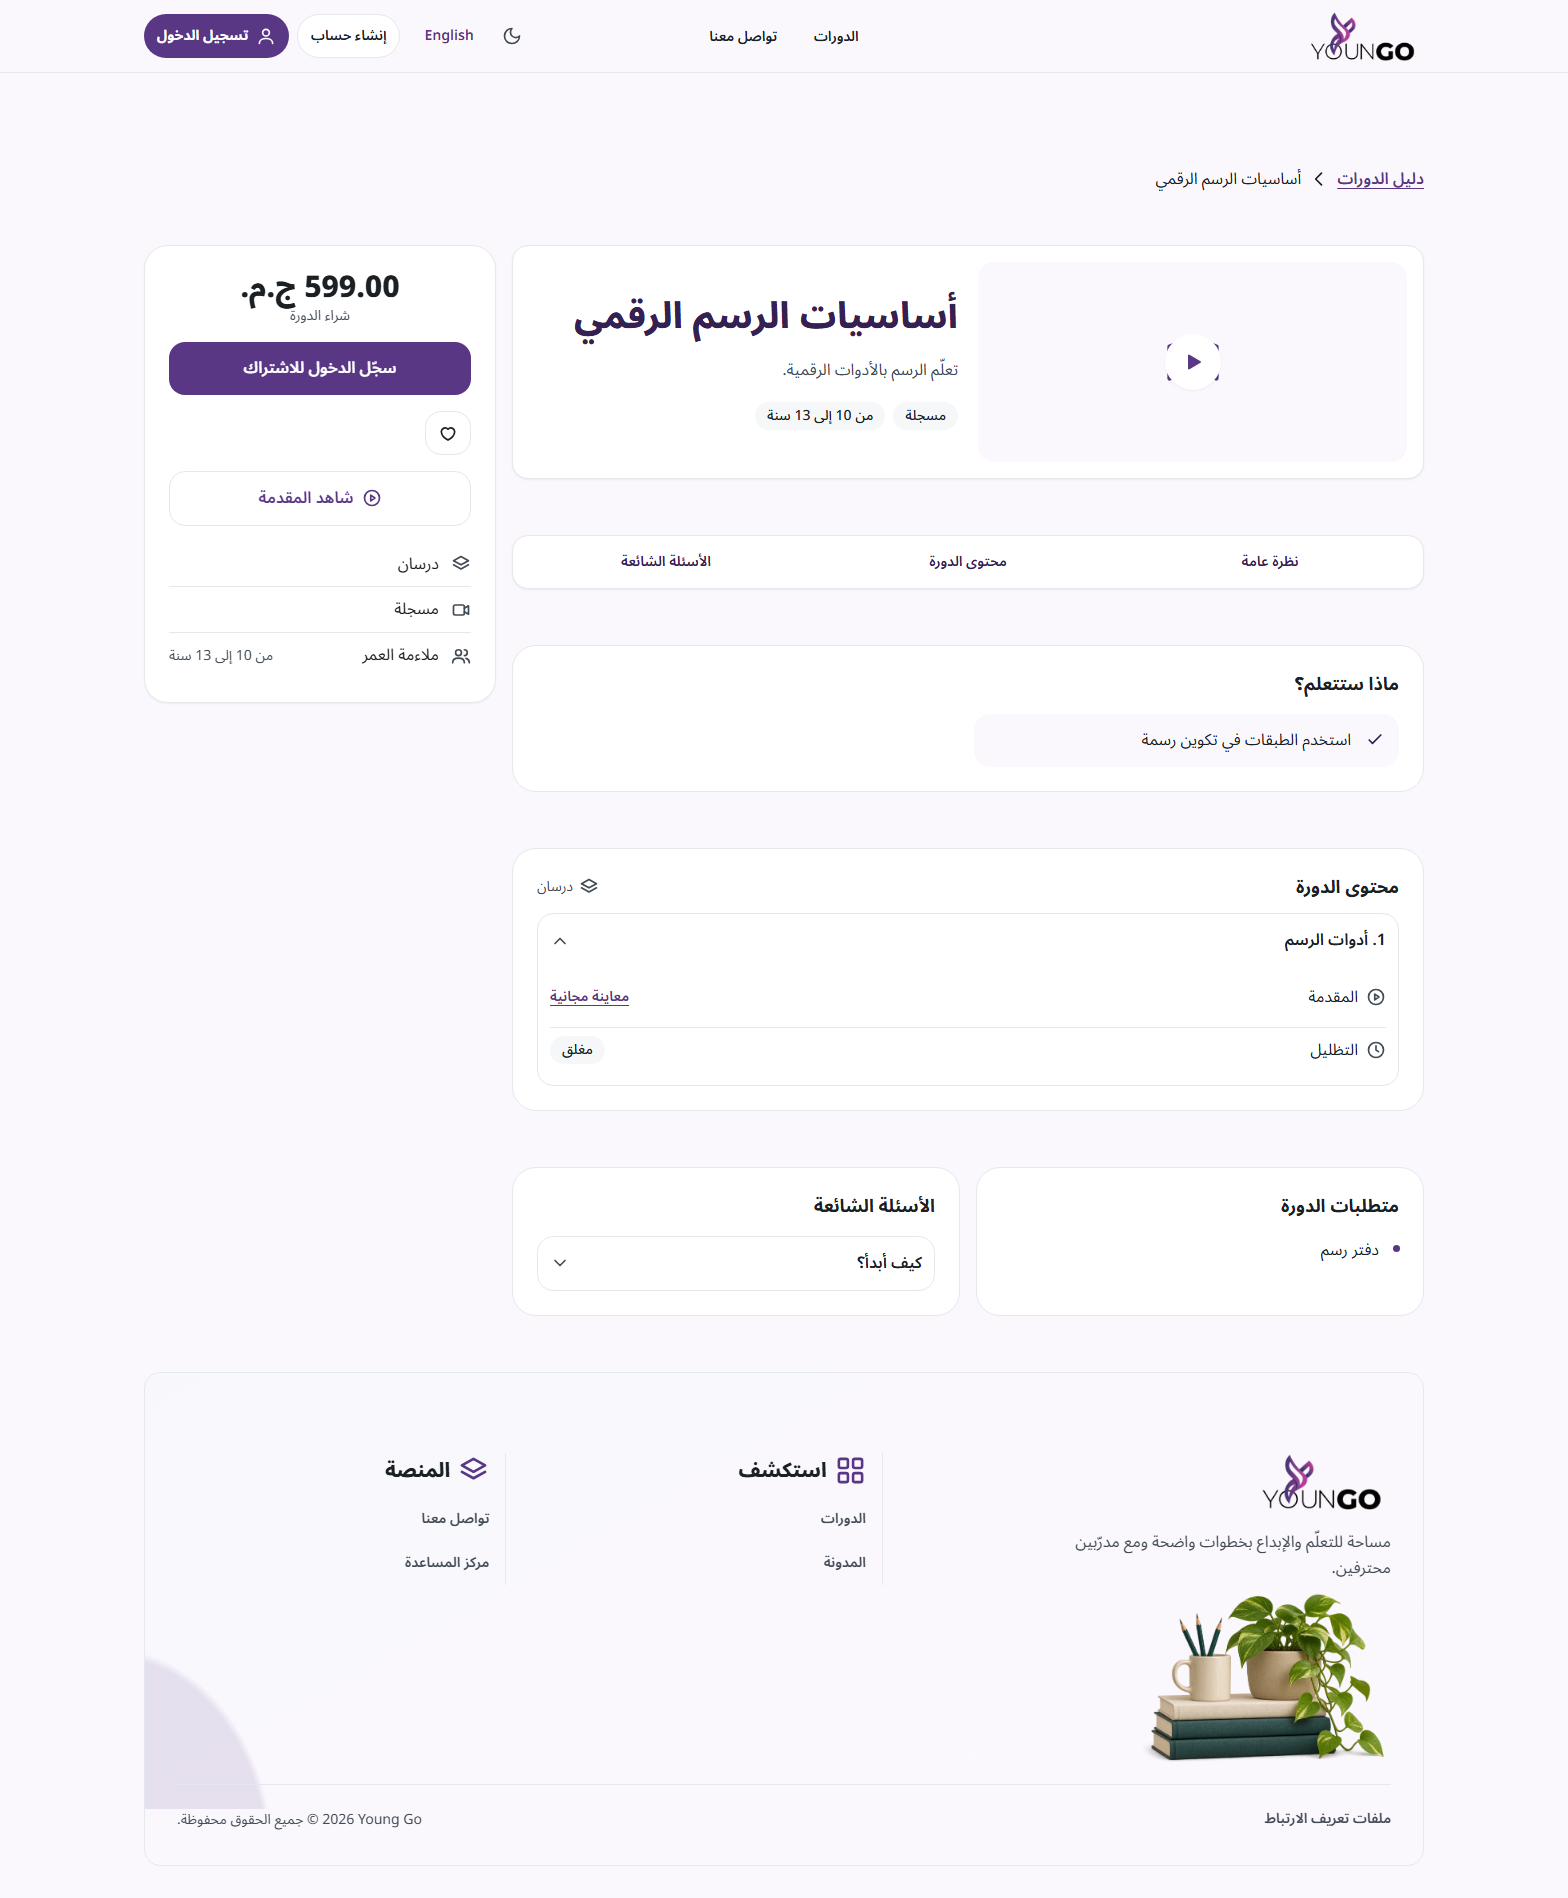 YOUNGO
الدورات
تواصل معنا
English
إنشاء حساب
تسجيل الدخول
دليل الدورات
أساسيات الرسم الرقمي
أساسيات الرسم الرقمي
تعلّم الرسم بالأدوات الرقمية.
مسجلة
من 10 إلى 13 سنة
599.00 ج.م.
شراء الدورة
سجّل الدخول للاشتراك
شاهد المقدمة
درسان
مسجلة
ملاءمة العمر
من 10 إلى 13 سنة
نظرة عامة
محتوى الدورة
الأسئلة الشائعة
ماذا ستتعلم؟
استخدم الطبقات في تكوين رسمة
محتوى الدورة
درسان
1. أدوات الرسم
المقدمة
معاينة مجانية
التظليل
مغلق
متطلبات الدورة
دفتر رسم
الأسئلة الشائعة
كيف أبدأ؟
YOUNGO
مساحة للتعلّم والإبداع بخطوات واضحة ومع مدرّبين
محترفين.
استكشف
الدورات
المدونة
المنصة
تواصل معنا
مركز المساعدة
ملفات تعريف الارتباط
Young Go 2026 © جميع الحقوق محفوظة.